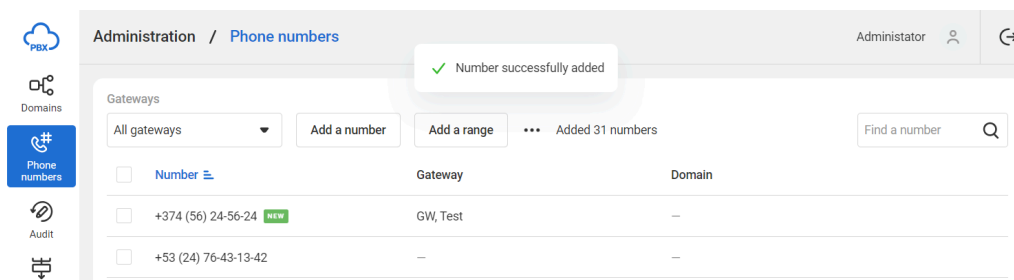 PBX
Administration / Phone numbers
Administator
Number successfully added
Domains
Phone
numbers
Audit
Gateways
All gateways
Add a number
Add a range
••• Added 31 numbers
Find a number
Number
Gateway
Domain
+374 (56) 24-56-24 NEW
GW, Test
—
+53 (24) 76-43-13-42
—
—